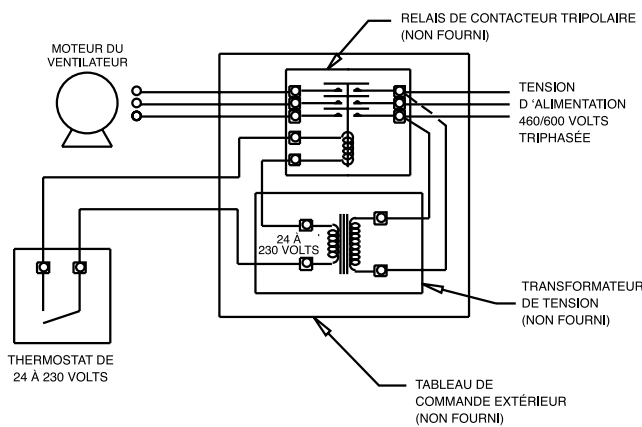 RELAIS DE CONTACTEUR TRIPOLAIRE
(NON FOURNI)
MOTEUR DU
VENTILATEUR
TENSION
D 'ALIMENTATION
460/600 VOLTS
TRIPHASÉE
24 À
230 VOLTS
TRANSFORMATEUR
DE TENSION
(NON FOURNI)
THERMOSTAT DE
24 À 230 VOLTS
TABLEAU DE
COMMANDE EXTÉRIEUR
(NON FOURNI)